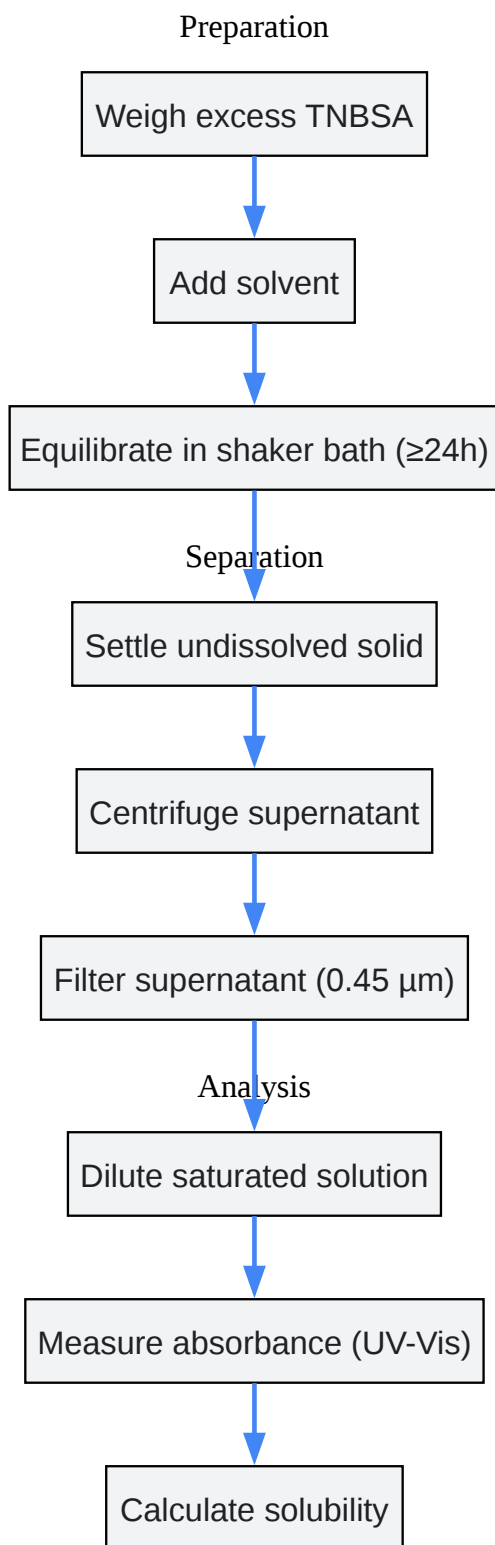 Preparation
Weigh excess TNBSA
Add solvent
Equilibrate in shaker bath (≥24h)
Separation
Settle undissolved solid
Centrifuge supernatant
Filter supernatant (0.45 µm)
Analysis
Dilute saturated solution
Measure absorbance (UV-Vis)
Calculate solubility